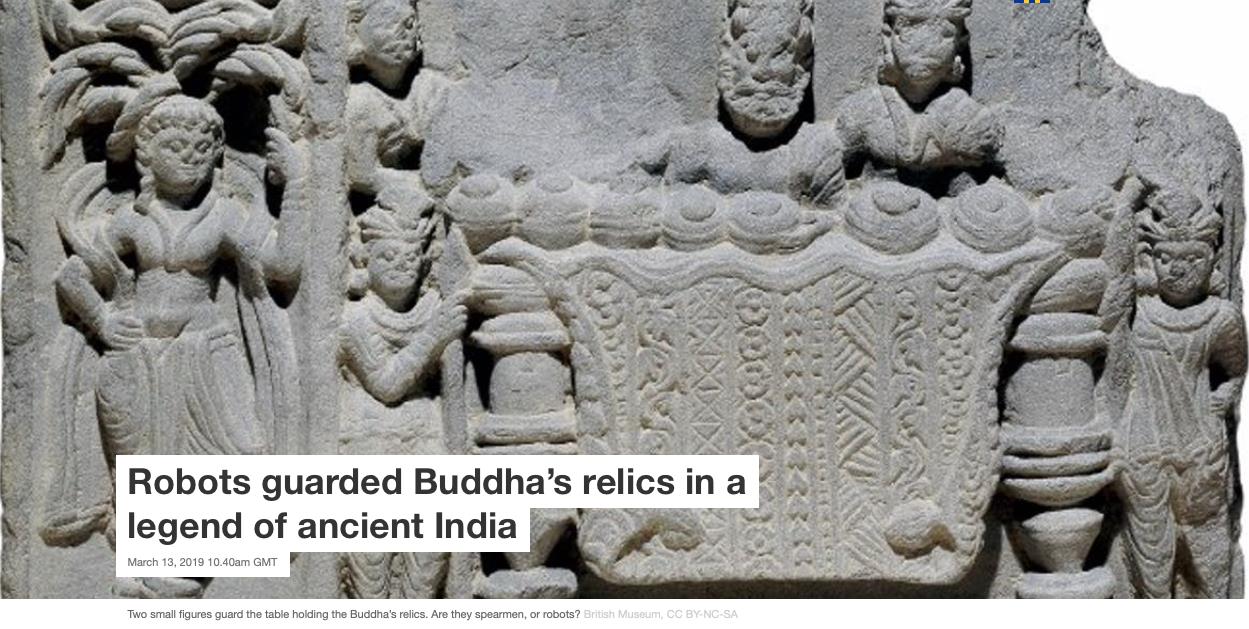 Robots guarded Buddha’s relics in a
legend of ancient India
March 13, 2019 10.40am GMT
Two small figures guard the table holding the Buddha’s relics. Are they spearmen, or robots? British Museum, CC BY-NC-SA